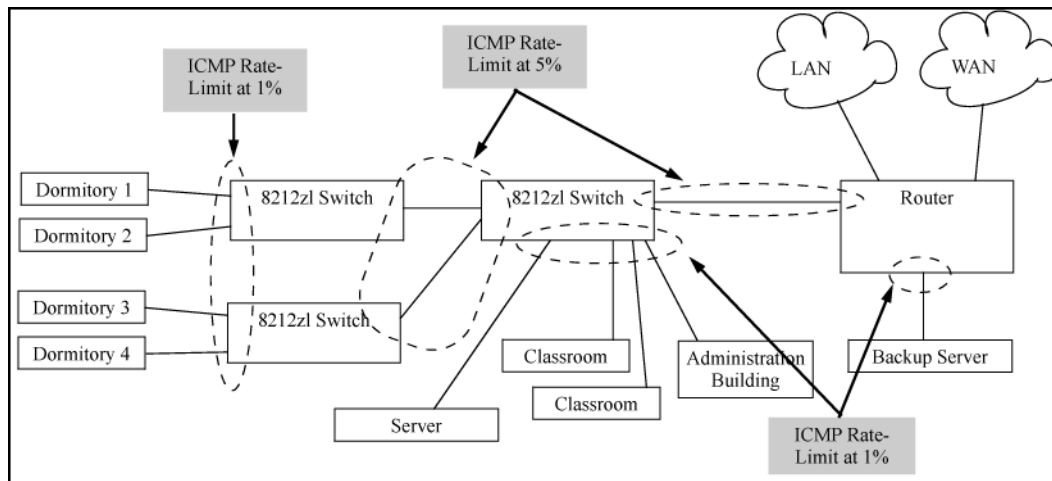 ICMP Rate-
Limit at 1%
ICMP Rate-
Limit at 5%
LAN
WAN
Dormitory 1
Dormitory 2
8212zl Switch
8212zl Switch
Router
Dormitory 3
Dormitory 4
8212zl Switch
Classroom
Administration
Building
Backup Server
Classroom
Server
ICMP Rate-
Limit at 1%